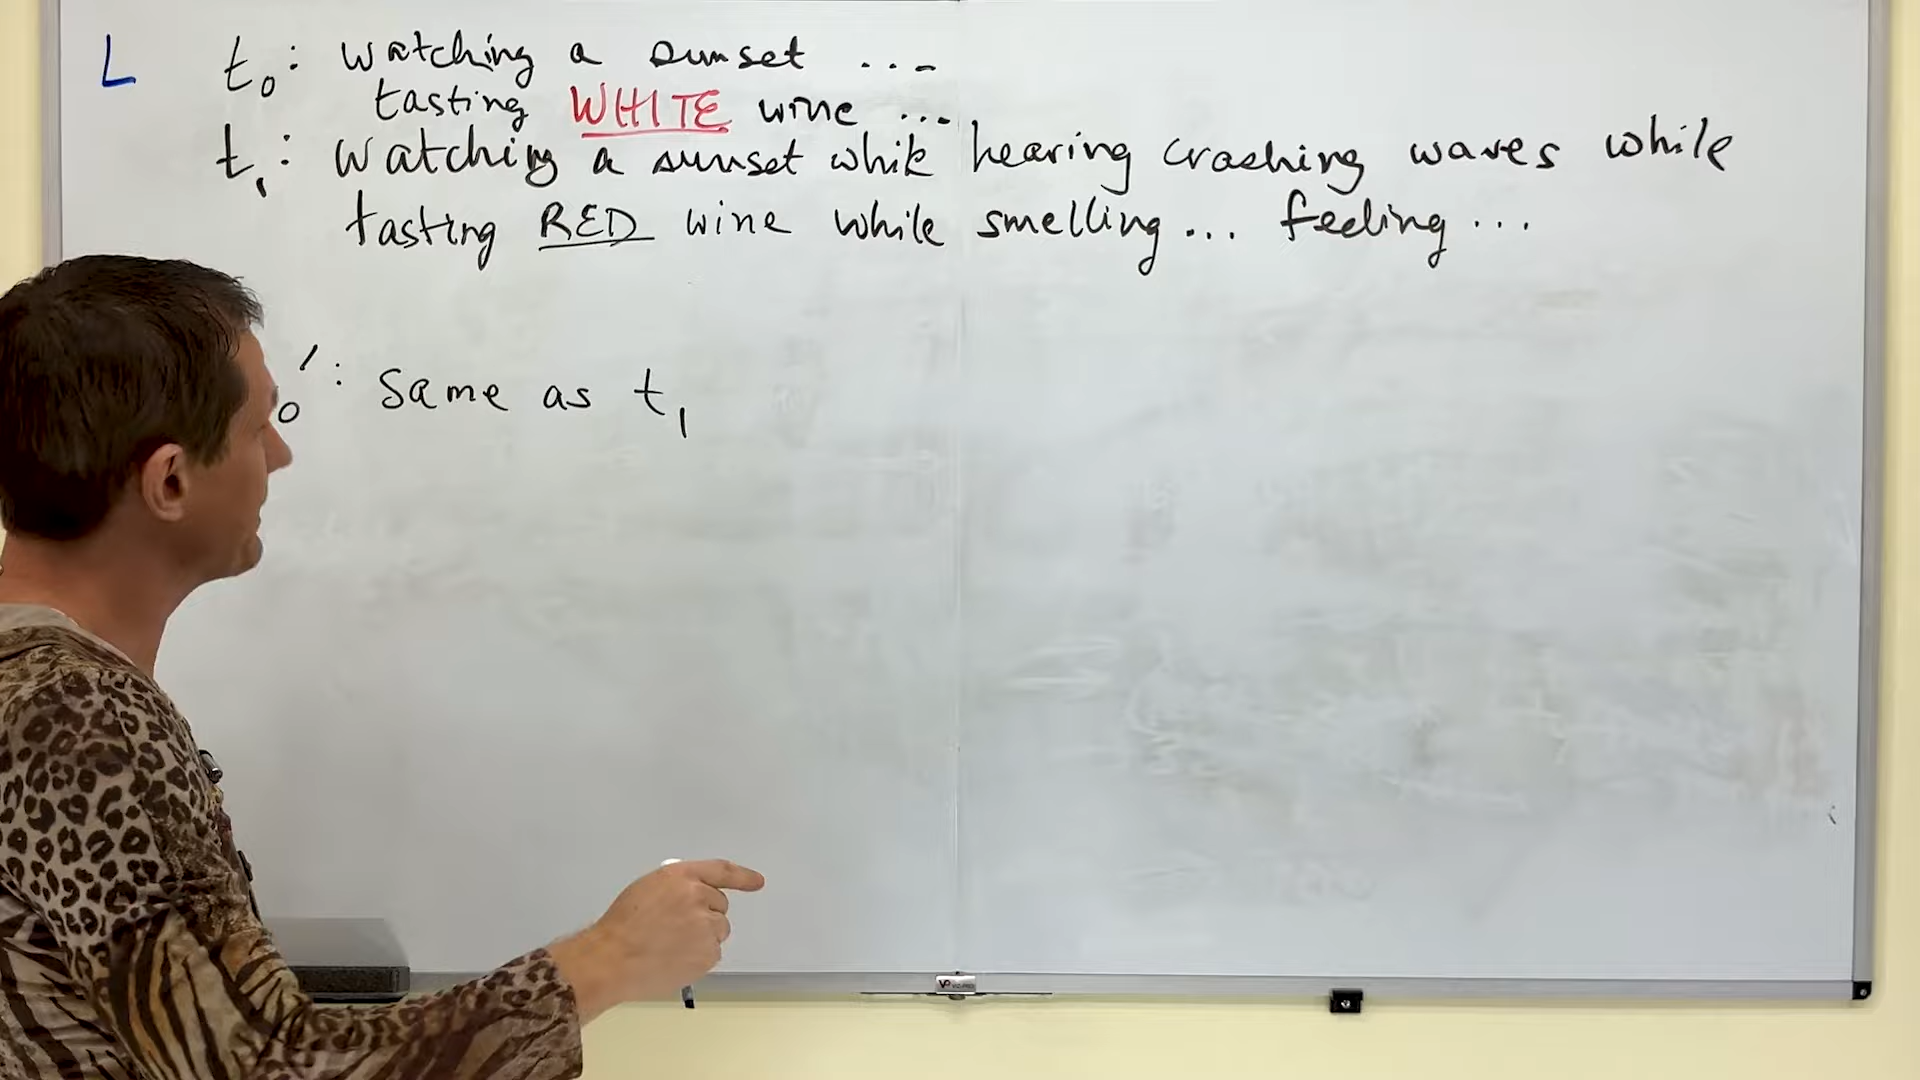 L t₀: watching a sunset ...
tasting WHITE wine ...
t₁: watching a sunset while hearing crashing waves while
tasting RED wine while smelling... feeling...
₀′: same as t₁